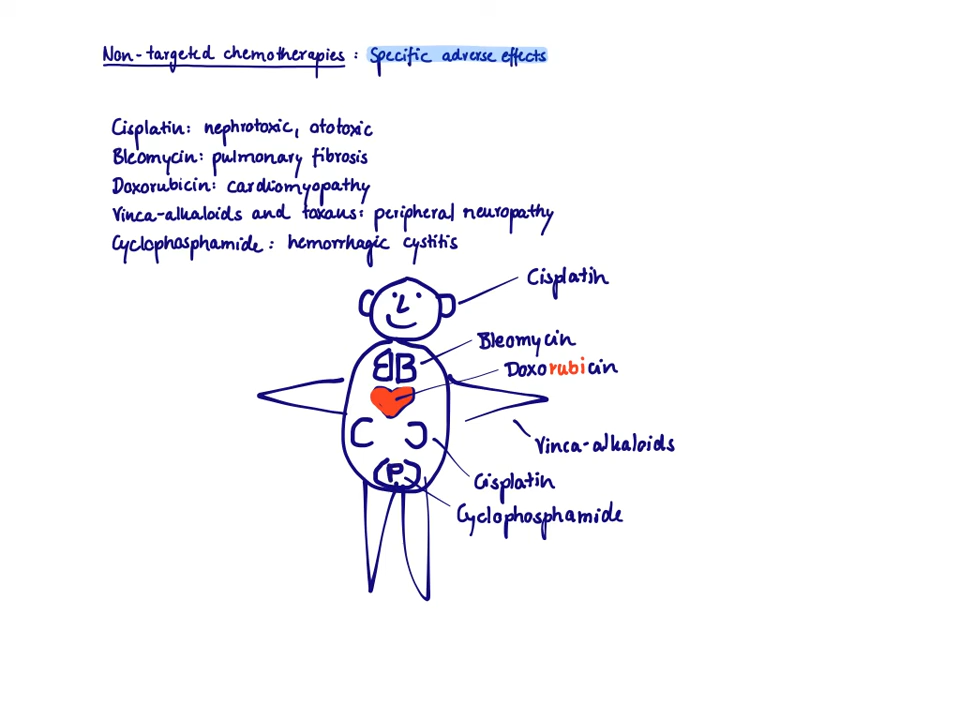 Non-targeted chemotherapies: Specific adverse effects
Cisplatin: nephrotoxic, ototoxic
Bleomycin: pulmonary fibrosis
Doxorubicin: cardiomyopathy
Vinca-alkaloids and taxans: peripheral neuropathy
Cyclophosphamide: hemorrhagic cystitis
Cisplatin
Bleomycin
BB
Doxorubicin
C C
Vinca-alkaloids
(P)
Cisplatin
Cyclophosphamide